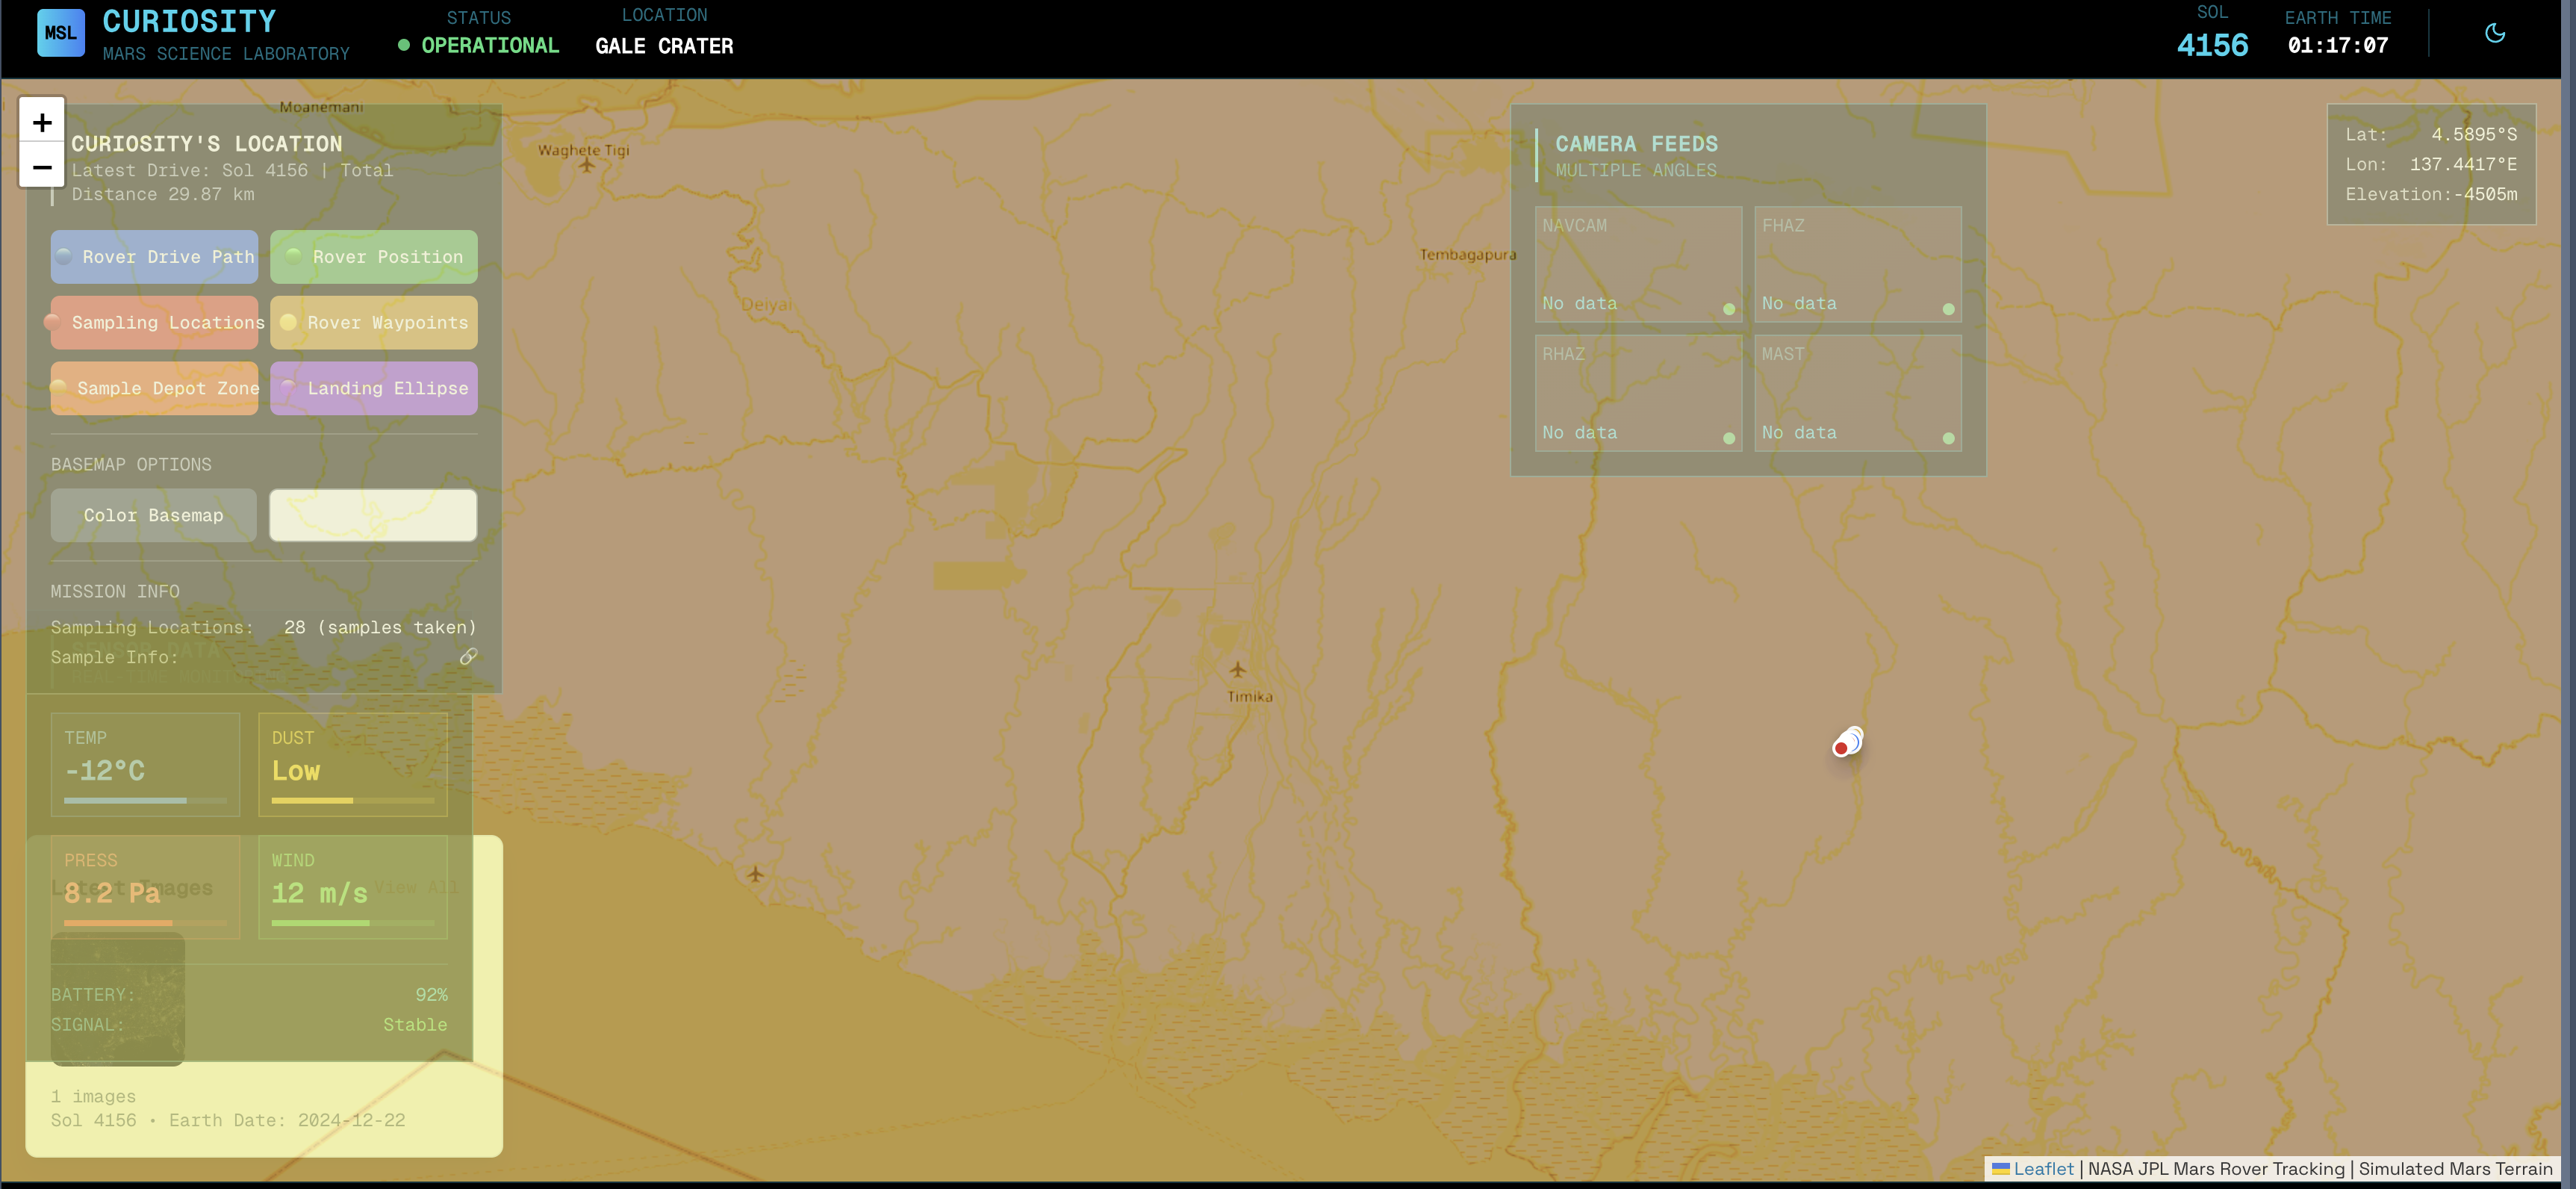 MSL
CURIOSITY
MARS SCIENCE LABORATORY
STATUS
OPERATIONAL
LOCATION
GALE CRATER
SOL
4156
EARTH TIME
01:17:07
+
−
Moanemani
CURIOSITY'S LOCATION
Latest Drive: Sol 4156 | Total
Distance 29.87 km
Rover Drive Path
Rover Position
Sampling Locations
Rover Waypoints
Sample Depot Zone
Landing Ellipse
BASEMAP OPTIONS
Color Basemap
MISSION INFO
Sampling Locations: 28 (samples taken)
Sample Info:
SENSOR DATA
REAL-TIME MONITORING
TEMP
-12°C
DUST
Low
PRESS
8.2 Pa
WIND
12 m/s
Latest Images
View All
BATTERY: 92%
SIGNAL: Stable
1 images
Sol 4156 • Earth Date: 2024-12-22
Waghete Tigi
Deiyai
Tembagapura
Timika
CAMERA FEEDS
MULTIPLE ANGLES
NAVCAM
No data
FHAZ
No data
RHAZ
No data
MAST
No data
Lat: 4.5895°S
Lon: 137.4417°E
Elevation:-4505m
Leaflet | NASA JPL Mars Rover Tracking | Simulated Mars Terrain